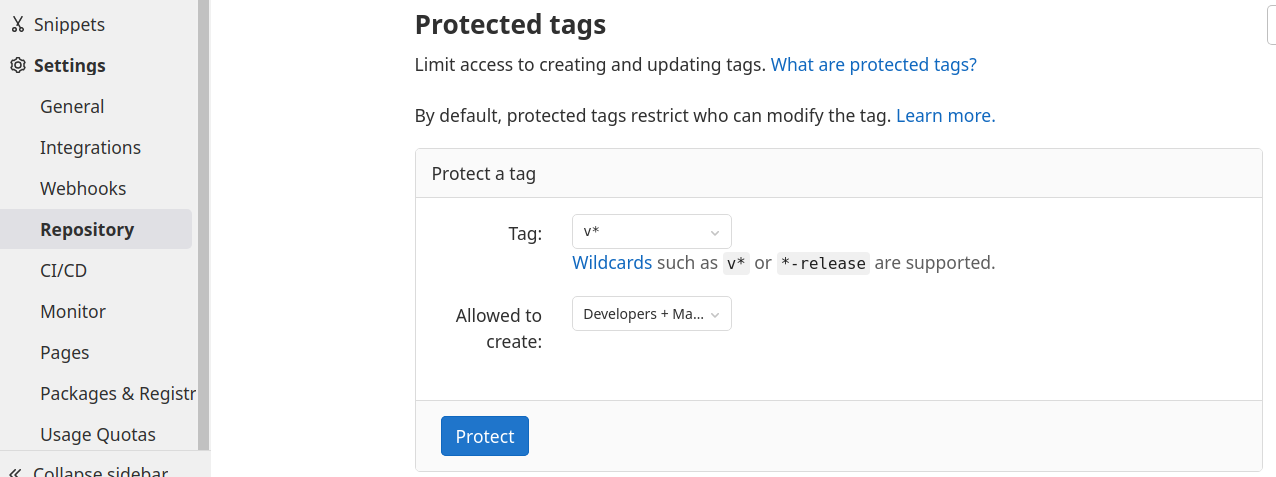 Snippets
Settings
General
Integrations
Webhooks
Repository
CI/CD
Monitor
Pages
Packages & Registr
Usage Quotas
Collapse sidebar
Protected tags
Limit access to creating and updating tags. What are protected tags?
By default, protected tags restrict who can modify the tag. Learn more.
Protect a tag
Tag: v*
Wildcards such as v* or *-release are supported.
Allowed to create: Developers + Ma...
Protect